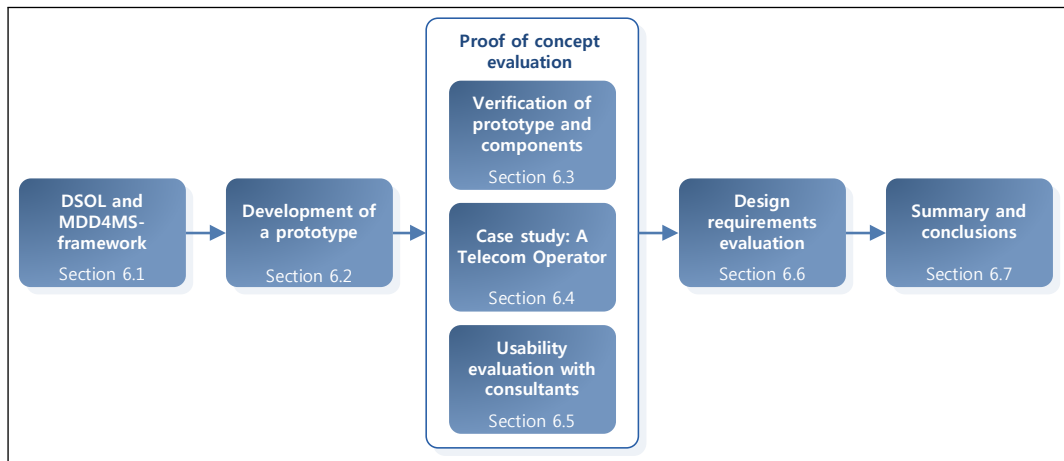 DSOL and
MDD4MS-
framework
Section 6.1
Development of
a prototype
Section 6.2
Proof of concept
evaluation
Verification of
prototype and
components
Section 6.3
Case study: A
Telecom Operator
Section 6.4
Usability
evaluation with
consultants
Section 6.5
Design
requirements
evaluation
Section 6.6
Summary and
conclusions
Section 6.7